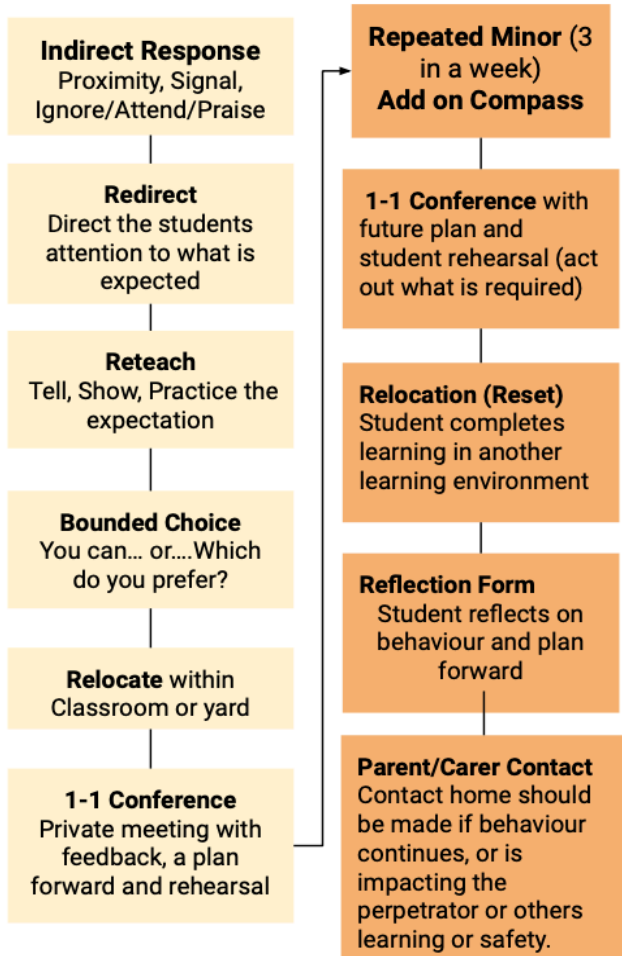 Indirect Response
Proximity, Signal,
Ignore/Attend/Praise
Redirect
Direct the students
attention to what is
expected
Reteach
Tell, Show, Practice the
expectation
Bounded Choice
You can… or….Which
do you prefer?
Relocate within
Classroom or yard
1-1 Conference
Private meeting with
feedback, a plan
forward and rehearsal
Repeated Minor (3
in a week)
Add on Compass
1-1 Conference with
future plan and
student rehearsal (act
out what is required)
Relocation (Reset)
Student completes
learning in another
learning environment
Reflection Form
Student reflects on
behaviour and plan
forward
Parent/Carer Contact
Contact home should
be made if behaviour
continues, or is
impacting the
perpetrator or others
learning or safety.